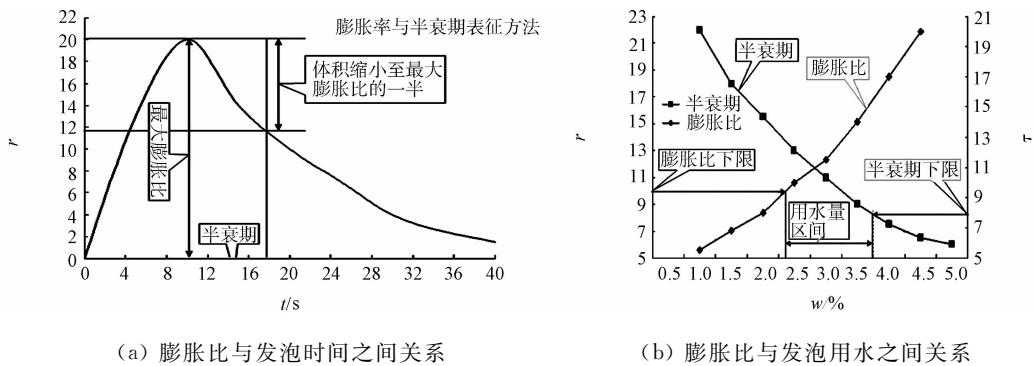 膨胀率与半衰期表征方法
22
20
18
16
14
12
10
8
6
4
2
0
r
体积缩小至最大
膨胀比的一半
最大膨胀比
半衰期
0 4 8 12 16 20 24 28 32 36 40
t/s
(a) 膨胀比与发泡时间之间关系
23
21
19
17
15
13
11
9
7
5
r
半衰期
膨胀比
半衰期
膨胀比
膨胀比下限
半衰期下限
用水量
区间
21
19
17
15
13
11
9
7
5
τ
0.5 1.0 1.5 2.0 2.5 3.0 3.5 4.0 4.5 5.0
w/%
(b) 膨胀比与发泡用水之间关系